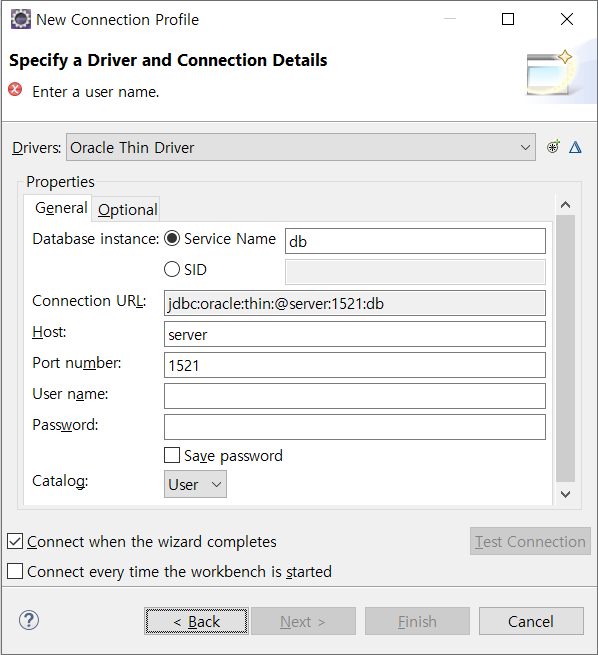 New Connection Profile
Specify a Driver and Connection Details
Enter a user name.
Drivers: Oracle Thin Driver
Properties
General Optional
Database instance: Service Name db
SID
Connection URL: jdbc:oracle:thin:@server:1521:db
Host: server
Port number: 1521
User name:
Password:
Save password
Catalog: User
Connect when the wizard completes Test Connection
Connect every time the workbench is started
? < Back Next > Finish Cancel